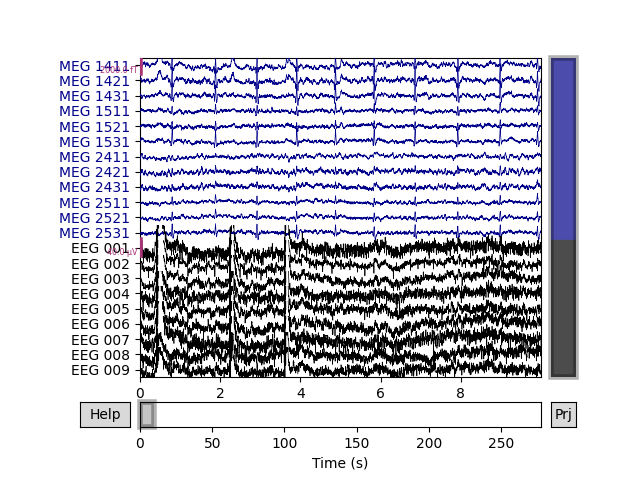 MEG 1411
MEG 1421
MEG 1431
MEG 1511
MEG 1521
MEG 1531
MEG 2411
MEG 2421
MEG 2431
MEG 2511
MEG 2521
MEG 2531
EEG 001
EEG 002
EEG 003
EEG 004
EEG 005
EEG 006
EEG 007
EEG 008
EEG 009
0 2 4 6 8
Help
Prj
0 50 100 150 200 250
Time (s)